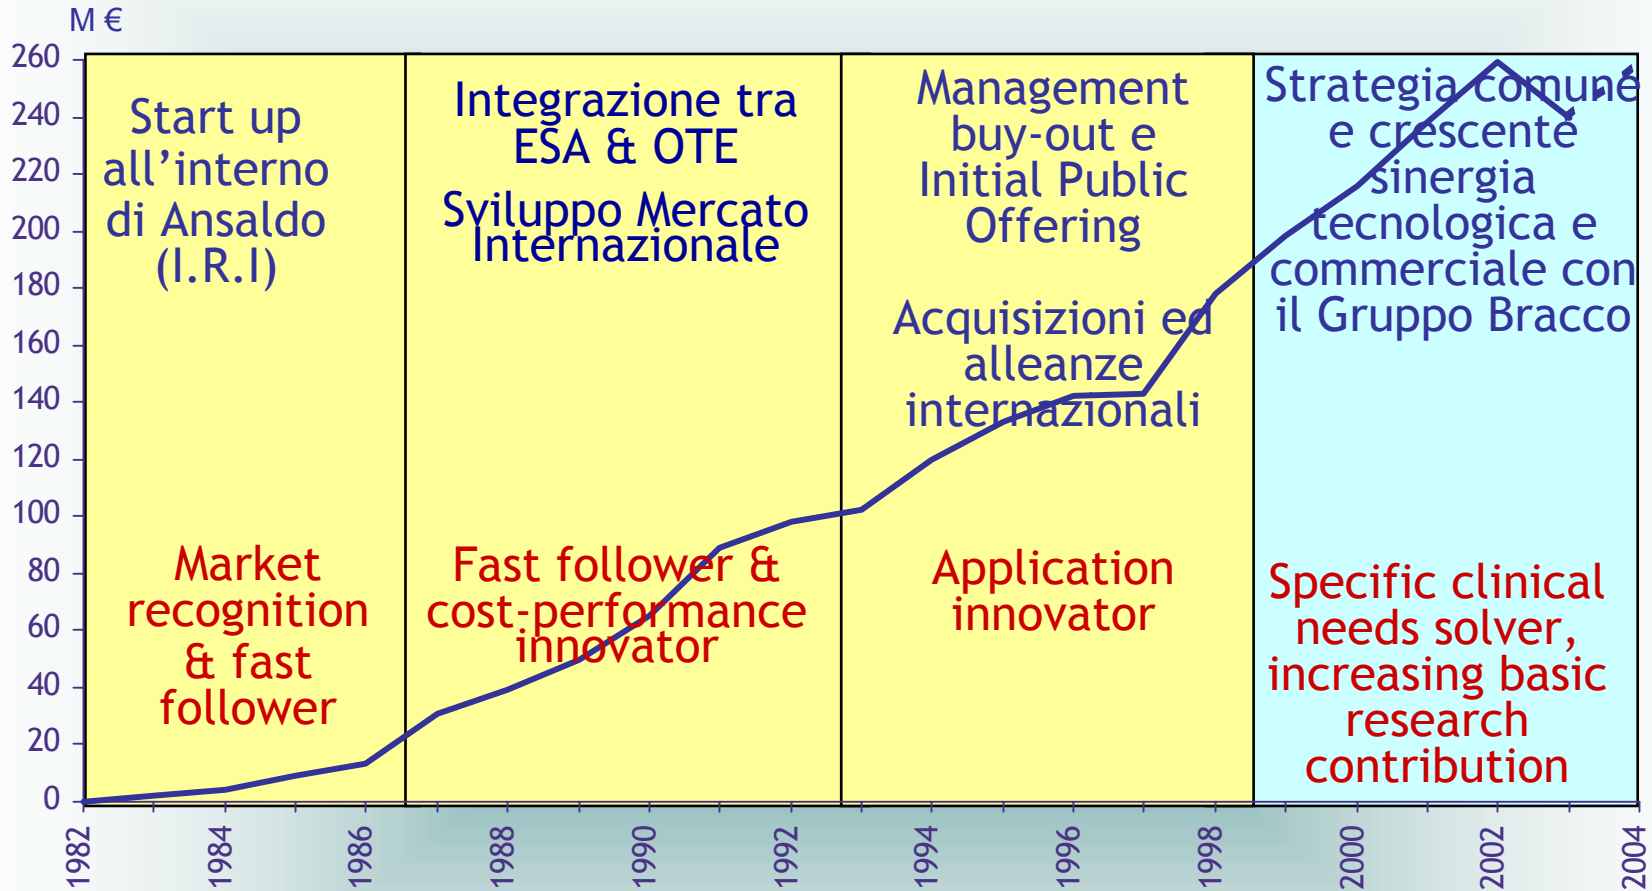 M €
260
240
220
200
180
160
140
120
100
80
60
40
20
0
Start up
all’interno
di Ansaldo
(I.R.I)
Market
recognition
& fast
follower
Integrazione tra
ESA & OTE
Sviluppo Mercato
Internazionale
Fast follower &
cost-performance
innovator
Management
buy-out e
Initial Public
Offering
Acquisizioni ed
alleanze
internazionali
Application
innovator
Strategia comune
e crescente
sinergia
tecnologica e
commerciale con
il Gruppo Bracco
Specific clinical
needs solver,
increasing basic
research
contribution
1982
1984
1986
1988
1990
1992
1994
1996
1998
2000
2002
2004